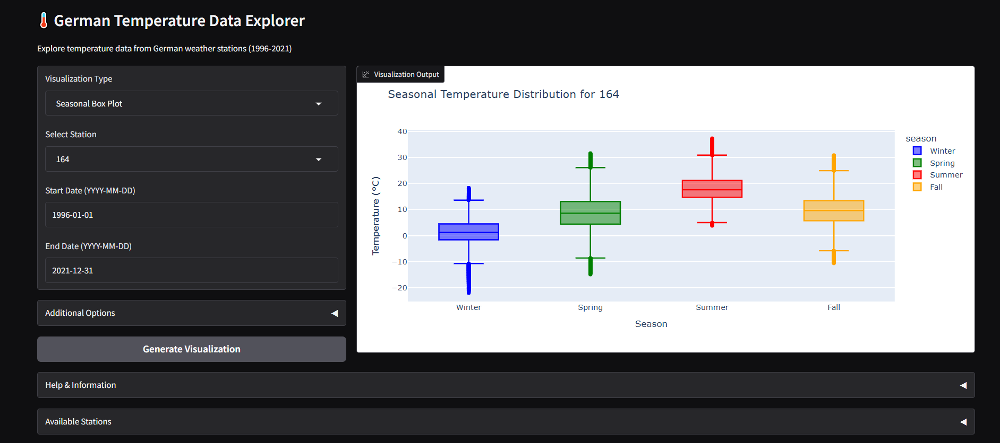 German Temperature Data Explorer
Explore temperature data from German weather stations (1996-2021)
Visualization Type
Seasonal Box Plot
Select Station
164
Start Date (YYYY-MM-DD)
1996-01-01
End Date (YYYY-MM-DD)
2021-12-31
Additional Options
Generate Visualization
Visualization Output
Seasonal Temperature Distribution for 164
40
30
20
10
0
−10
−20
Temperature (°C)
Winter Spring Summer Fall
Season
season
Winter
Spring
Summer
Fall
Help & Information
Available Stations